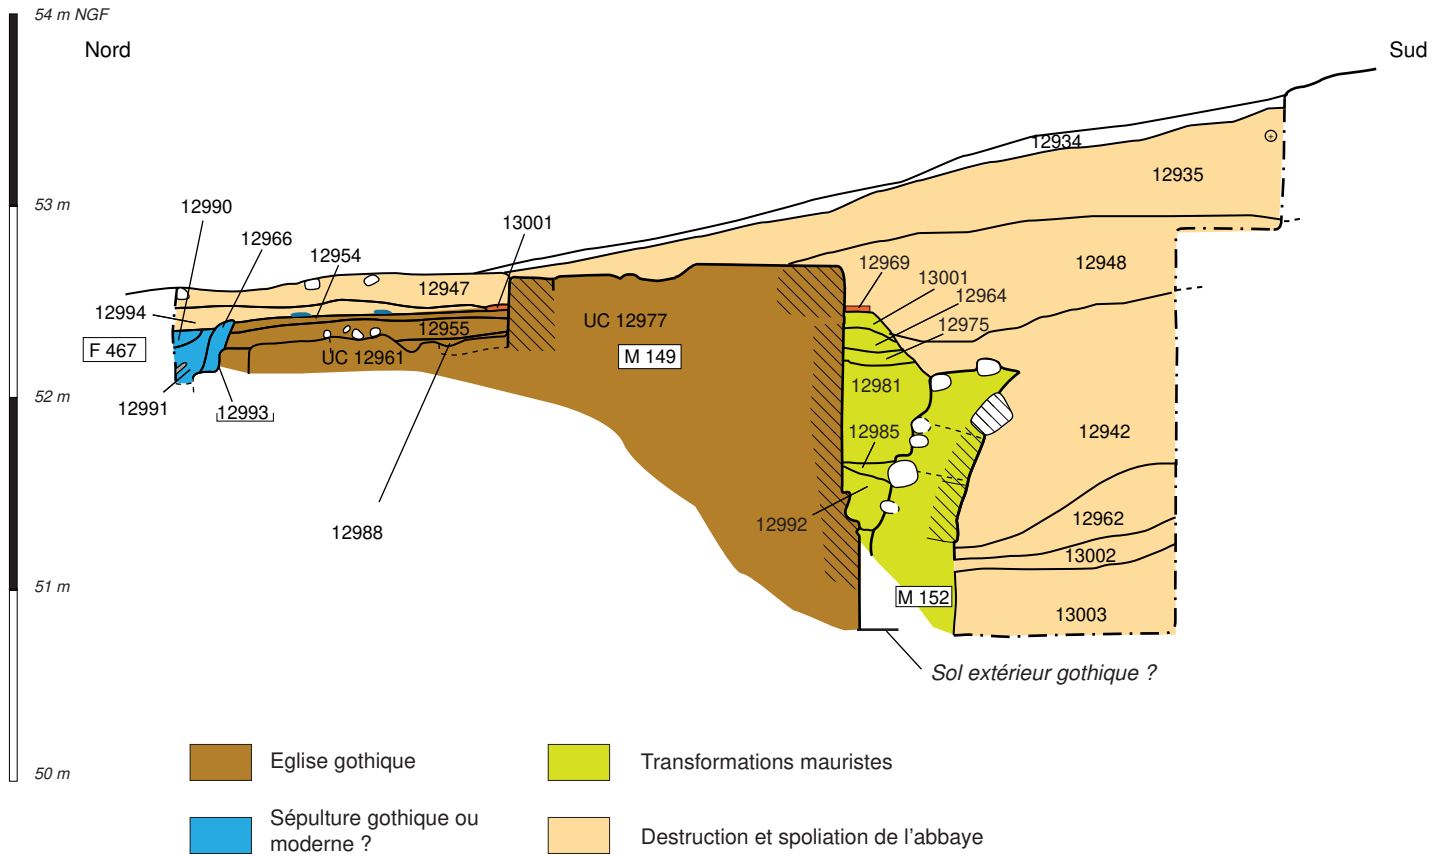 54 m NGF
Nord
Sud
12934
12935
53 m
12990
12966
12954
13001
12969
12948
13001
12964
12975
12947
12994
12955
UC 12977
F 467
UC 12961
M 149
12981
52 m
12991
12993
12985
12942
12988
12992
12962
13002
51 m
M 152
13003
Sol extérieur gothique ?
50 m
Eglise gothique
Transformations mauristes
Sépulture gothique ou
moderne ?
Destruction et spoliation de l'abbaye